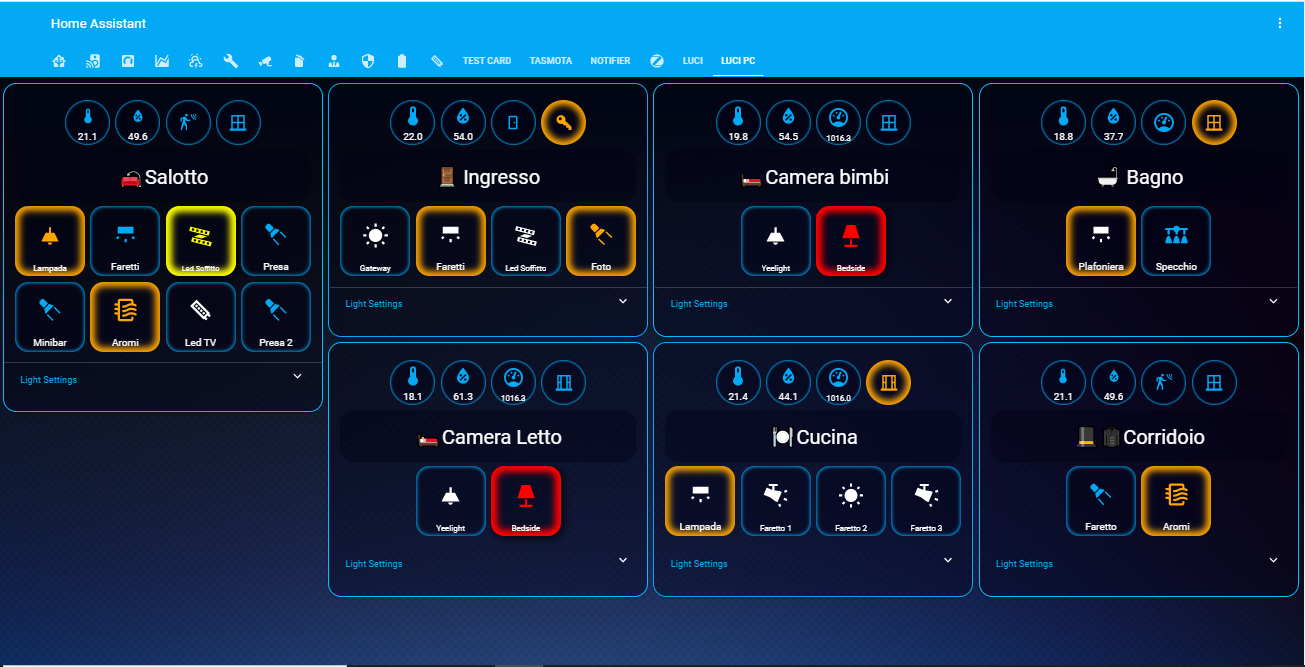 Home Assistant
TEST CARD TASMOTA NOTIFIER LUCI LUCI PC
21.1 49.6
Salotto
Lampada Faretti Led Soffitto Presa
Minibar Aromi Led TV Presa 2
Light Settings
22.0 54.0
Ingresso
Gateway Faretti Led Soffitto Foto
Light Settings
19.8 54.5 1016.3
Camera bimbi
Yeelight Bedside
Light Settings
18.8 37.7
Bagno
Plafoniera Specchio
Light Settings
18.1 61.3 1016.3
Camera Letto
Yeelight Bedside
Light Settings
21.4 44.1 1016.0
Cucina
Lampada Faretto 1 Faretto 2 Faretto 3
Light Settings
21.1 49.6
Corridoio
Faretto Aromi
Light Settings